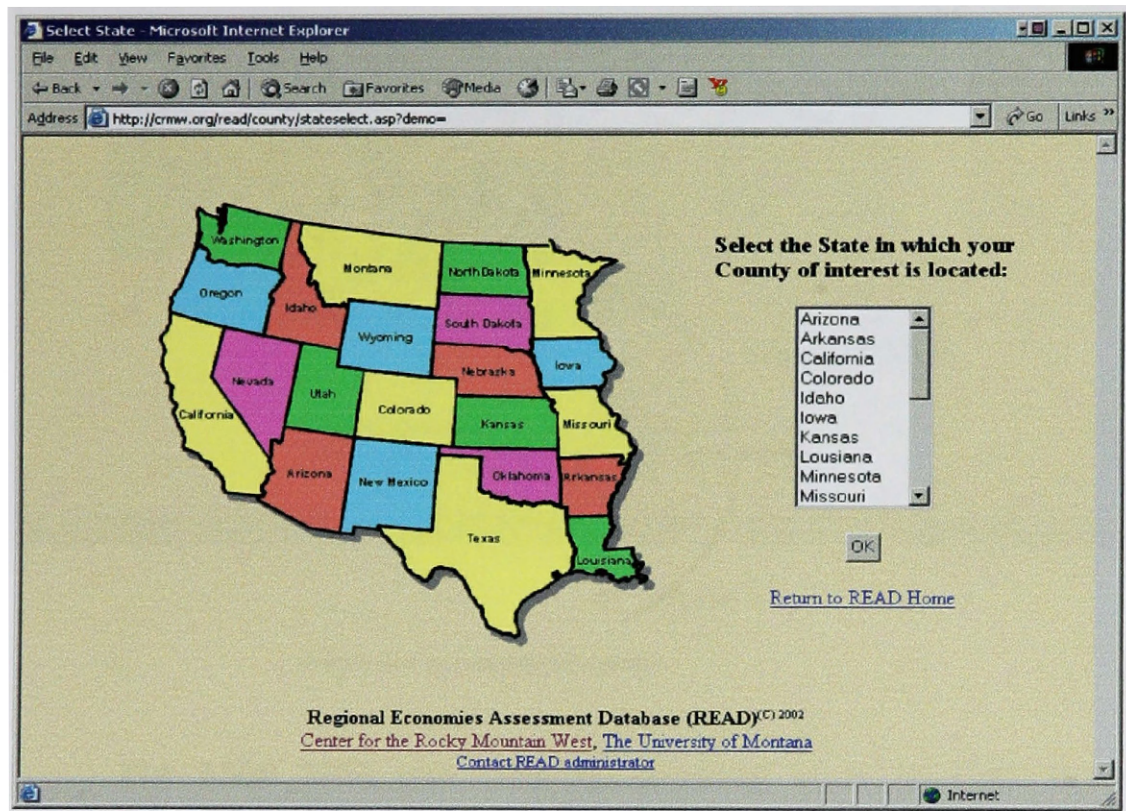 Select State - Microsoft Internet Explorer
File Edit View Favorites Tools Help
Back Search Favorites Media
Address http://crmw.org/read/county/stateselect.asp?demo= Go Links »
Washington
Montana
North Dakota
Minnesota
Oregon
Idaho
Wyoming
South Dakota
Nebraska
Iowa
Nevada
Utah
Colorado
California
Kansas
Missouri
Arizona
New Mexico
Oklahoma
Arkansas
Texas
Louisiana
Select the State in which your
County of interest is located:
Arizona
Arkansas
California
Colorado
Idaho
Iowa
Kansas
Lousiana
Minnesota
Missouri
OK
Return to READ Home
Regional Economies Assessment Database (READ)(C) 2002
Center for the Rocky Mountain West, The University of Montana
Contact READ administrator
Internet